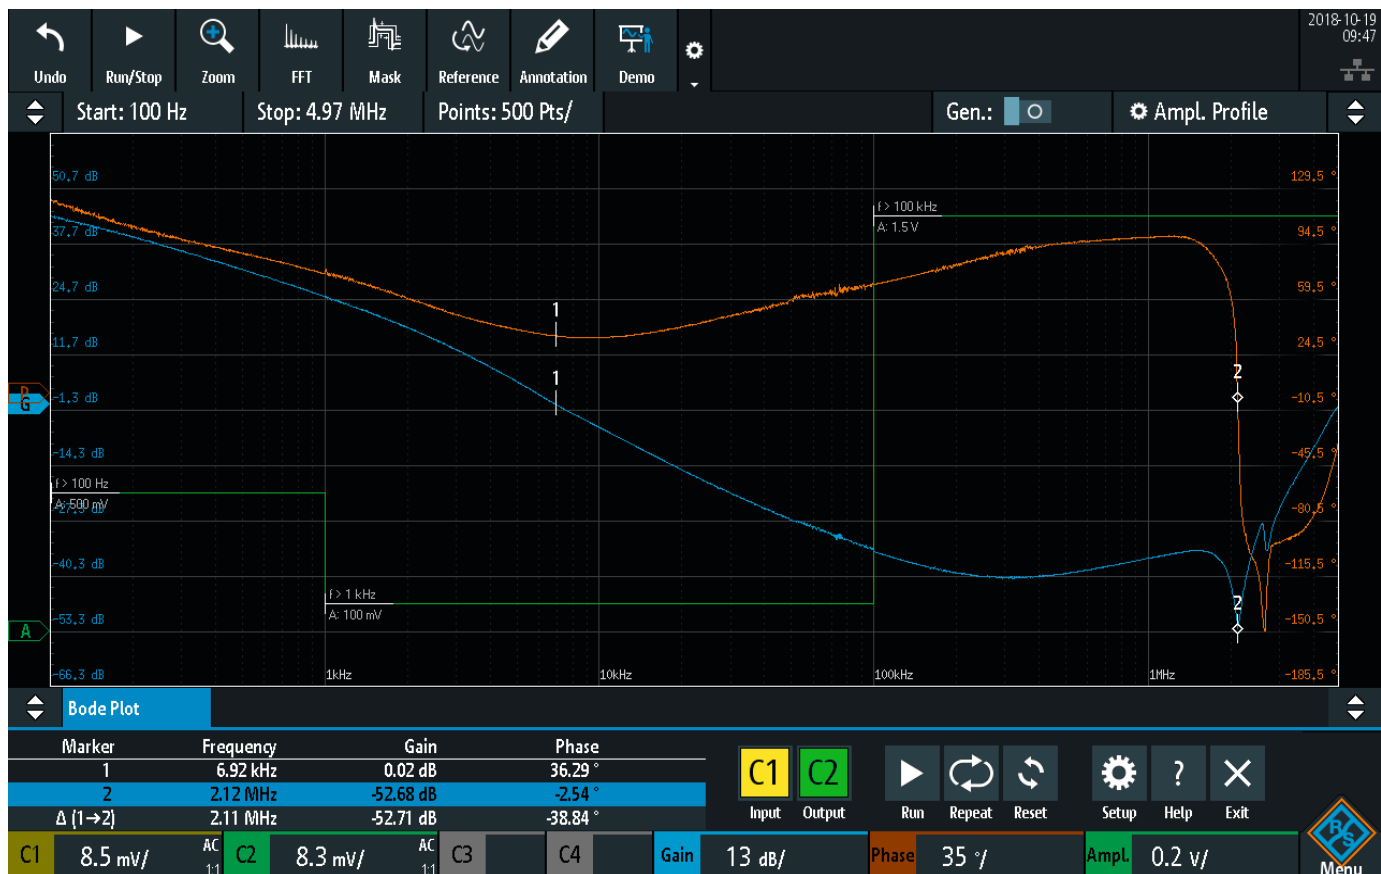 2018-10-19
09:47
Undo Run/Stop Zoom FFT Mask Reference Annotation Demo
Start: 100 Hz Stop: 4.97 MHz Points: 500 Pts/ Gen.: Ampl. Profile
50.7 dB 129.5 °
f> 100 kHz
A: 1.5 V
37.7 dB 94.5 °
24.7 dB 59.5 °
1
11.7 dB 24.5 °
1 2
G -1.3 dB -10.5 °
-14.3 dB -45.5 °
f> 100 Hz
A: 500 mV
-27.3 dB -80.5 °
-40.3 dB -115.5 °
f> 1 kHz
2
A: 100 mV
A -53.3 dB -150.5 °
-66.3 dB 1kHz 10kHz 100kHz 1MHz -185.5 °
Bode Plot
Marker Frequency Gain Phase
1 6.92 kHz 0.02 dB 36.29 °
2 2.12 MHz -52.68 dB -2.54 °
Δ (1→2) 2.11 MHz -52.71 dB -38.84 °
C1 C2
Input Output Run Repeat Reset Setup Help Exit
C1 8.5 mV/ AC 1:1 C2 8.3 mV/ AC 1:1 C3 C4 Gain 13 dB/ Phase 35 °/ Ampl. 0.2 V/ R&S Menu